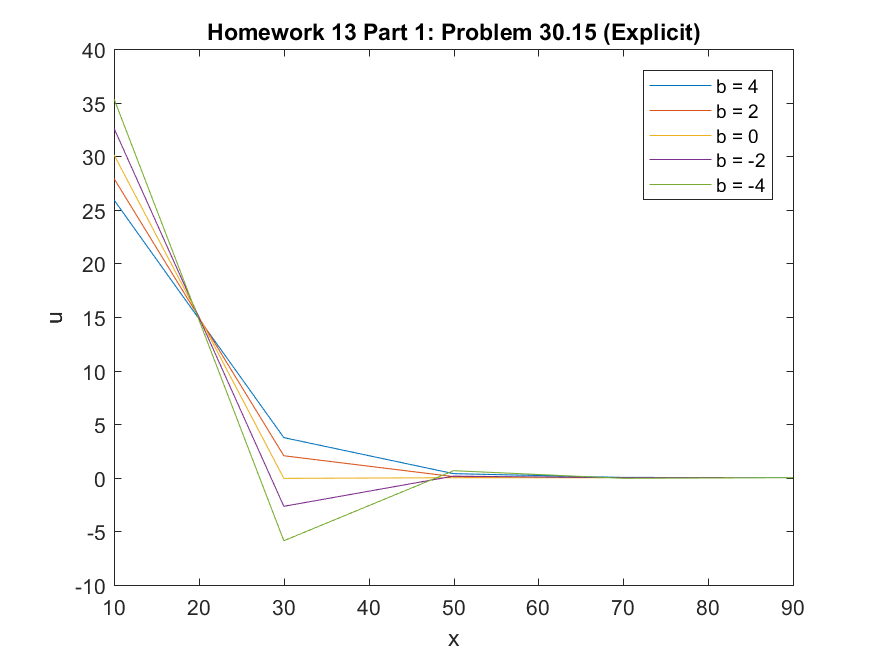 Homework 13 Part 1: Problem 30.15 (Explicit)
40
35
30
25
20
15
10
5
0
-5
-10
u
b = 4
b = 2
b = 0
b = -2
b = -4
10 20 30 40 50 60 70 80 90
x